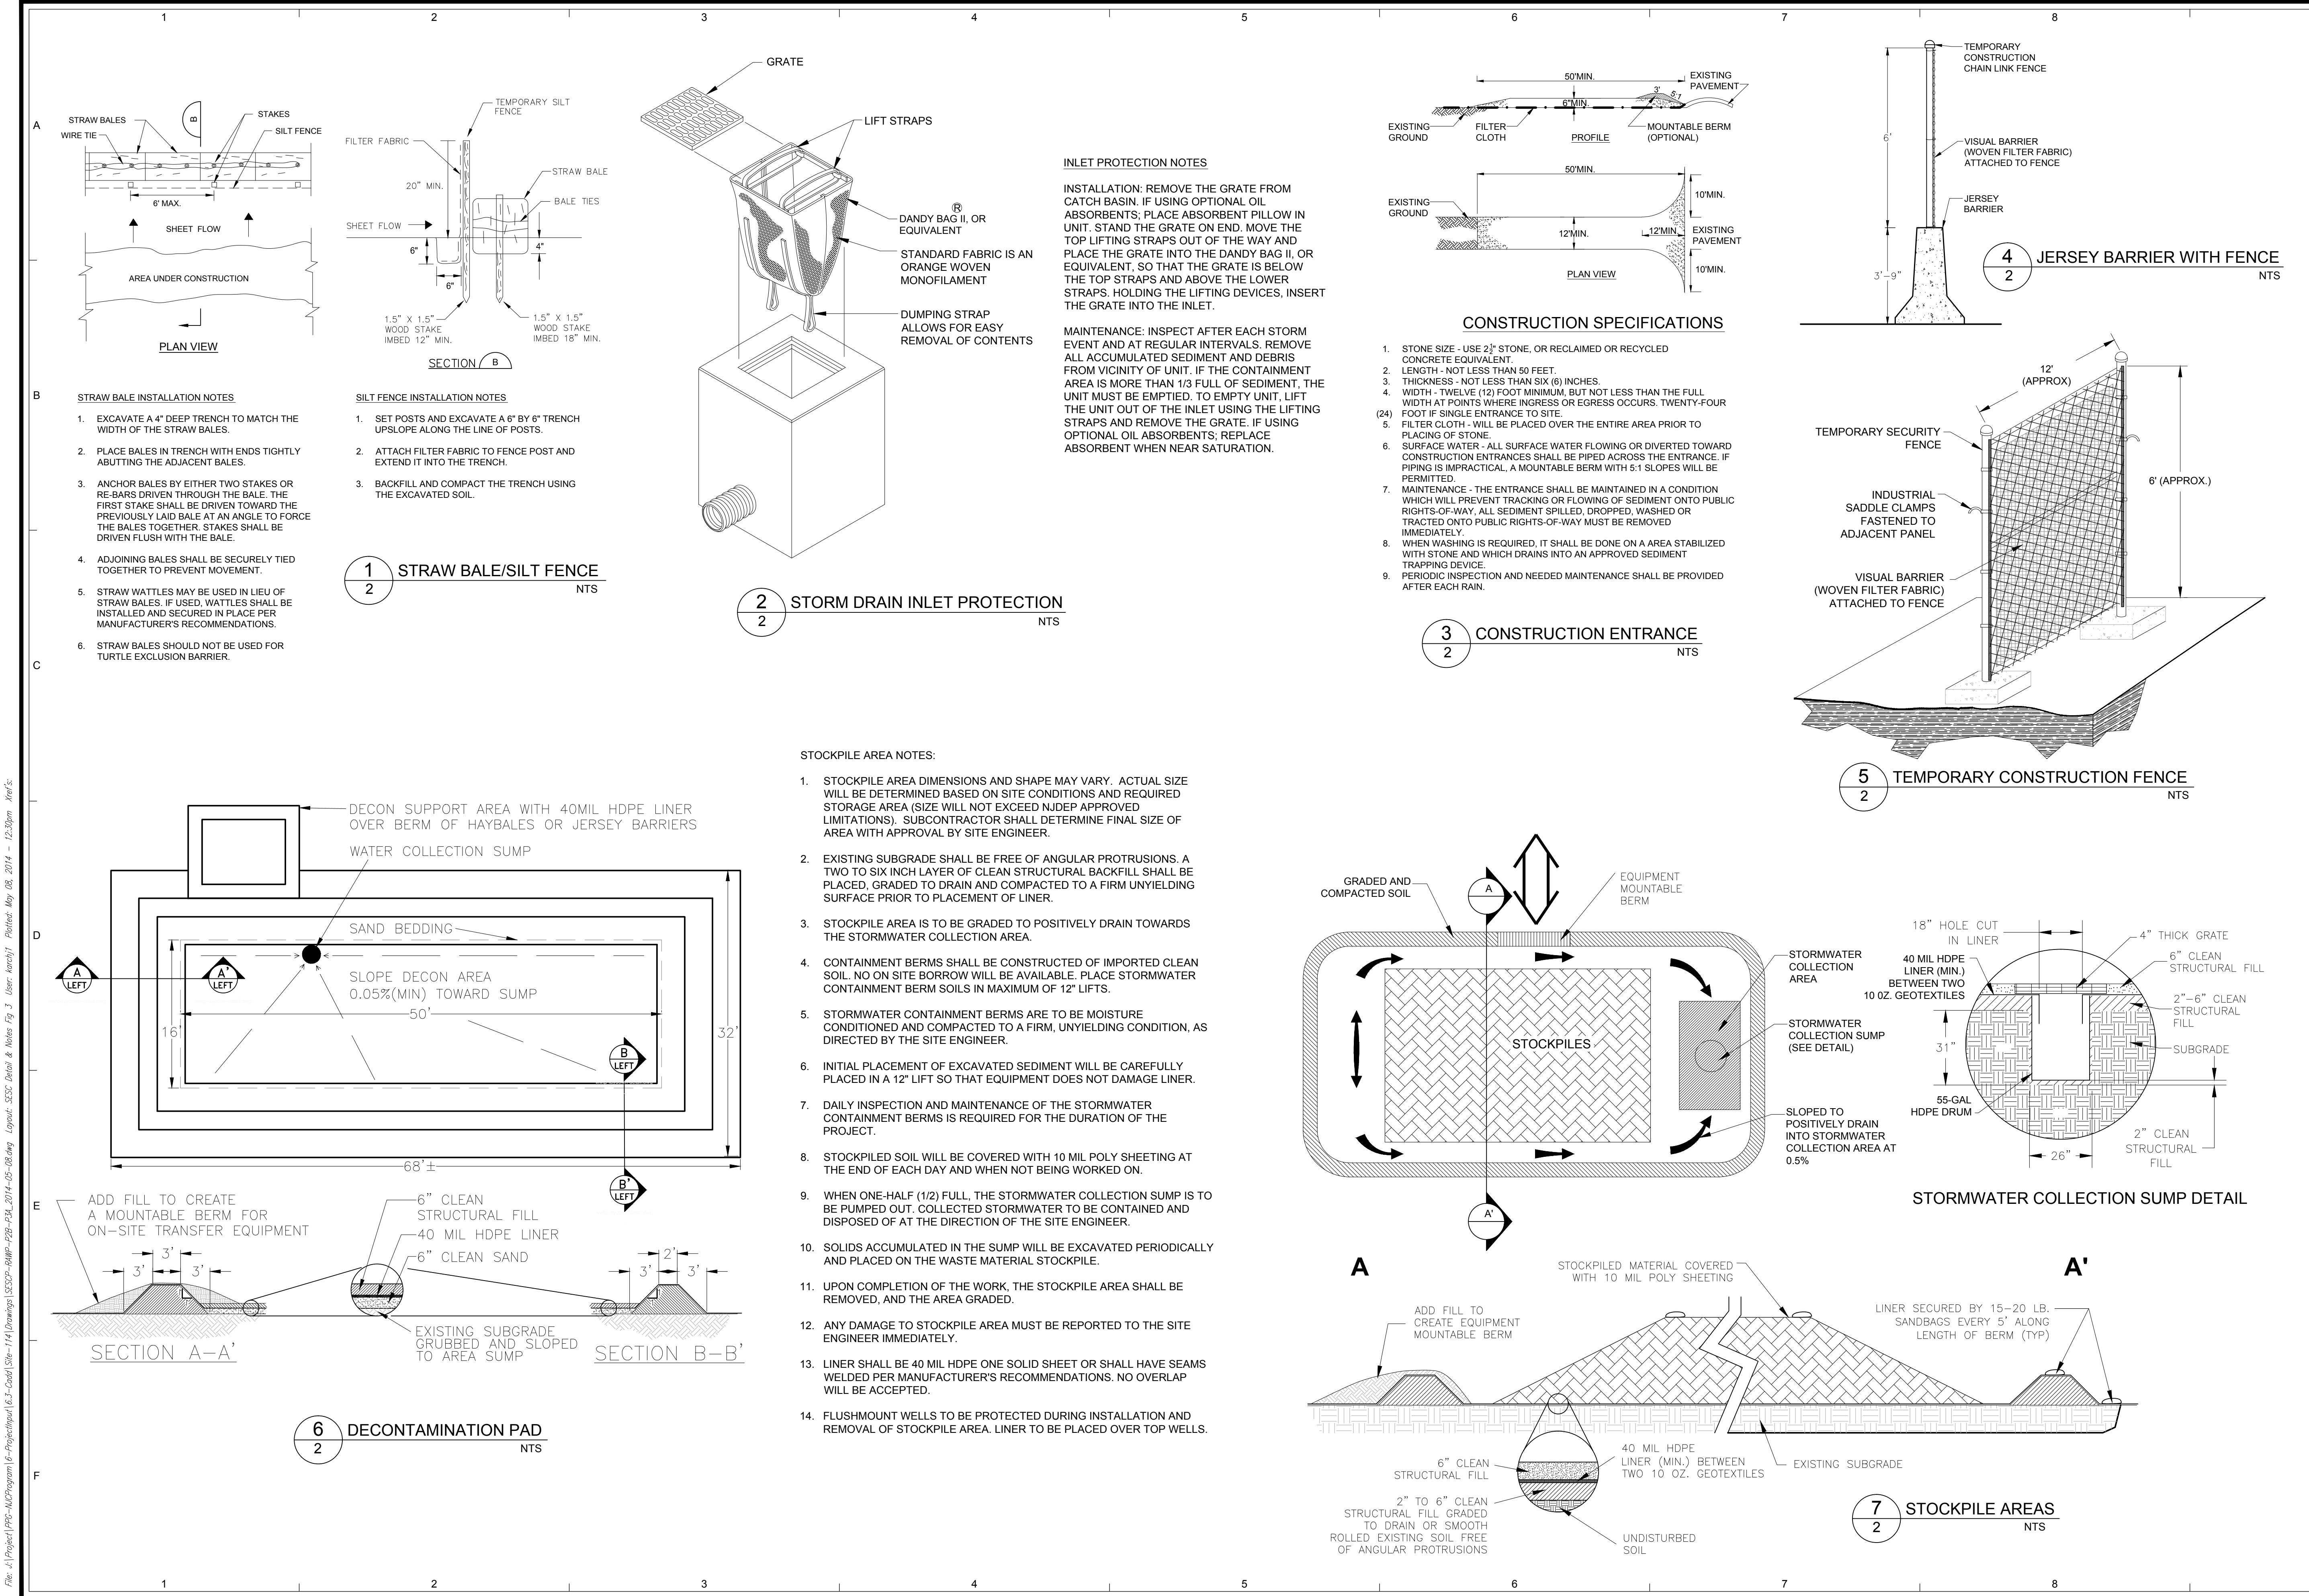 1
2
3
4
5
6
7
8
A
B
C
D
E
F
STRAW BALES
WIRE TIE
B
STAKES
SILT FENCE
6' MAX.
SHEET FLOW
AREA UNDER CONSTRUCTION
PLAN VIEW
TEMPORARY SILT
FENCE
FILTER FABRIC
20" MIN.
STRAW BALE
BALE TIES
SHEET FLOW
6"
4"
6"
1.5" X 1.5"
WOOD STAKE
IMBED 12" MIN.
1.5" X 1.5"
WOOD STAKE
IMBED 18" MIN.
SECTION B
STRAW BALE INSTALLATION NOTES
1. EXCAVATE A 4" DEEP TRENCH TO MATCH THE
WIDTH OF THE STRAW BALES.
2. PLACE BALES IN TRENCH WITH ENDS TIGHTLY
ABUTTING THE ADJACENT BALES.
3. ANCHOR BALES BY EITHER TWO STAKES OR
RE-BARS DRIVEN THROUGH THE BALE. THE
FIRST STAKE SHALL BE DRIVEN TOWARD THE
PREVIOUSLY LAID BALE AT AN ANGLE TO FORCE
THE BALES TOGETHER. STAKES SHALL BE
DRIVEN FLUSH WITH THE BALE.
4. ADJOINING BALES SHALL BE SECURELY TIED
TOGETHER TO PREVENT MOVEMENT.
5. STRAW WATTLES MAY BE USED IN LIEU OF
STRAW BALES. IF USED, WATTLES SHALL BE
INSTALLED AND SECURED IN PLACE PER
MANUFACTURER'S RECOMMENDATIONS.
6. STRAW BALES SHOULD NOT BE USED FOR
TURTLE EXCLUSION BARRIER.
SILT FENCE INSTALLATION NOTES
1. SET POSTS AND EXCAVATE A 6" BY 6" TRENCH
UPSLOPE ALONG THE LINE OF POSTS.
2. ATTACH FILTER FABRIC TO FENCE POST AND
EXTEND IT INTO THE TRENCH.
3. BACKFILL AND COMPACT THE TRENCH USING
THE EXCAVATED SOIL.
1
2
STRAW BALE/SILT FENCE
NTS
GRATE
LIFT STRAPS
®
DANDY BAG II, OR
EQUIVALENT
STANDARD FABRIC IS AN
ORANGE WOVEN
MONOFILAMENT
DUMPING STRAP
ALLOWS FOR EASY
REMOVAL OF CONTENTS
2
2
STORM DRAIN INLET PROTECTION
NTS
INLET PROTECTION NOTES
INSTALLATION: REMOVE THE GRATE FROM
CATCH BASIN. IF USING OPTIONAL OIL
ABSORBENTS; PLACE ABSORBENT PILLOW IN
UNIT. STAND THE GRATE ON END. MOVE THE
TOP LIFTING STRAPS OUT OF THE WAY AND
PLACE THE GRATE INTO THE DANDY BAG II, OR
EQUIVALENT, SO THAT THE GRATE IS BELOW
THE TOP STRAPS AND ABOVE THE LOWER
STRAPS. HOLDING THE LIFTING DEVICES, INSERT
THE GRATE INTO THE INLET.
MAINTENANCE: INSPECT AFTER EACH STORM
EVENT AND AT REGULAR INTERVALS. REMOVE
ALL ACCUMULATED SEDIMENT AND DEBRIS
FROM VICINITY OF UNIT. IF THE CONTAINMENT
AREA IS MORE THAN 1/3 FULL OF SEDIMENT, THE
UNIT MUST BE EMPTIED. TO EMPTY UNIT, LIFT
THE UNIT OUT OF THE INLET USING THE LIFTING
STRAPS AND REMOVE THE GRATE. IF USING
OPTIONAL OIL ABSORBENTS; REPLACE
ABSORBENT WHEN NEAR SATURATION.
50'MIN.
EXISTING
PAVEMENT
3'
5:1
6"MIN.
EXISTING
GROUND
FILTER
CLOTH
PROFILE
MOUNTABLE BERM
(OPTIONAL)
50'MIN.
10'MIN.
EXISTING
GROUND
12'MIN.
12'MIN.
EXISTING
PAVEMENT
10'MIN.
PLAN VIEW
CONSTRUCTION SPECIFICATIONS
1. STONE SIZE - USE 2½" STONE, OR RECLAIMED OR RECYCLED
CONCRETE EQUIVALENT.
2. LENGTH - NOT LESS THAN 50 FEET.
3. THICKNESS - NOT LESS THAN SIX (6) INCHES.
4. WIDTH - TWELVE (12) FOOT MINIMUM, BUT NOT LESS THAN THE FULL
WIDTH AT POINTS WHERE INGRESS OR EGRESS OCCURS. TWENTY-FOUR
(24) FOOT IF SINGLE ENTRANCE TO SITE.
5. FILTER CLOTH - WILL BE PLACED OVER THE ENTIRE AREA PRIOR TO
PLACING OF STONE.
6. SURFACE WATER - ALL SURFACE WATER FLOWING OR DIVERTED TOWARD
CONSTRUCTION ENTRANCES SHALL BE PIPED ACROSS THE ENTRANCE. IF
PIPING IS IMPRACTICAL, A MOUNTABLE BERM WITH 5:1 SLOPES WILL BE
PERMITTED.
7. MAINTENANCE - THE ENTRANCE SHALL BE MAINTAINED IN A CONDITION
WHICH WILL PREVENT TRACKING OR FLOWING OF SEDIMENT ONTO PUBLIC
RIGHTS-OF-WAY, ALL SEDIMENT SPILLED, DROPPED, WASHED OR
TRACTED ONTO PUBLIC RIGHTS-OF-WAY MUST BE REMOVED
IMMEDIATELY.
8. WHEN WASHING IS REQUIRED, IT SHALL BE DONE ON A AREA STABILIZED
WITH STONE AND WHICH DRAINS INTO AN APPROVED SEDIMENT
TRAPPING DEVICE.
9. PERIODIC INSPECTION AND NEEDED MAINTENANCE SHALL BE PROVIDED
AFTER EACH RAIN.
3
2
CONSTRUCTION ENTRANCE
NTS
TEMPORARY
CONSTRUCTION
CHAIN LINK FENCE
6'
VISUAL BARRIER
(WOVEN FILTER FABRIC)
ATTACHED TO FENCE
JERSEY
BARRIER
3'-9"
4
2
JERSEY BARRIER WITH FENCE
NTS
12'
(APPROX)
TEMPORARY SECURITY
FENCE
6' (APPROX.)
INDUSTRIAL
SADDLE CLAMPS
FASTENED TO
ADJACENT PANEL
VISUAL BARRIER
(WOVEN FILTER FABRIC)
ATTACHED TO FENCE
5
2
TEMPORARY CONSTRUCTION FENCE
NTS
DECON SUPPORT AREA WITH 40MIL HDPE LINER
OVER BERM OF HAYBALES OR JERSEY BARRIERS
WATER COLLECTION SUMP
SAND BEDDING
SLOPE DECON AREA
0.05%(MIN) TOWARD SUMP
A
LEFT
A'
LEFT
50'
16'
32'
B
LEFT
68'±
B'
LEFT
ADD FILL TO CREATE
A MOUNTABLE BERM FOR
ON-SITE TRANSFER EQUIPMENT
6" CLEAN
STRUCTURAL FILL
40 MIL HDPE LINER
6" CLEAN SAND
3'
3'
3'
2'
3'
3'
1
1
EXISTING SUBGRADE
GRUBBED AND SLOPED
TO AREA SUMP
SECTION A-A'
SECTION B-B'
6
2
DECONTAMINATION PAD
NTS
STOCKPILE AREA NOTES:
1. STOCKPILE AREA DIMENSIONS AND SHAPE MAY VARY. ACTUAL SIZE
WILL BE DETERMINED BASED ON SITE CONDITIONS AND REQUIRED
STORAGE AREA (SIZE WILL NOT EXCEED NJDEP APPROVED
LIMITATIONS). SUBCONTRACTOR SHALL DETERMINE FINAL SIZE OF
AREA WITH APPROVAL BY SITE ENGINEER.
2. EXISTING SUBGRADE SHALL BE FREE OF ANGULAR PROTRUSIONS. A
TWO TO SIX INCH LAYER OF CLEAN STRUCTURAL BACKFILL SHALL BE
PLACED, GRADED TO DRAIN AND COMPACTED TO A FIRM UNYIELDING
SURFACE PRIOR TO PLACEMENT OF LINER.
3. STOCKPILE AREA IS TO BE GRADED TO POSITIVELY DRAIN TOWARDS
THE STORMWATER COLLECTION AREA.
4. CONTAINMENT BERMS SHALL BE CONSTRUCTED OF IMPORTED CLEAN
SOIL. NO ON SITE BORROW WILL BE AVAILABLE. PLACE STORMWATER
CONTAINMENT BERM SOILS IN MAXIMUM OF 12" LIFTS.
5. STORMWATER CONTAINMENT BERMS ARE TO BE MOISTURE
CONDITIONED AND COMPACTED TO A FIRM, UNYIELDING CONDITION, AS
DIRECTED BY THE SITE ENGINEER.
6. INITIAL PLACEMENT OF EXCAVATED SEDIMENT WILL BE CAREFULLY
PLACED IN A 12" LIFT SO THAT EQUIPMENT DOES NOT DAMAGE LINER.
7. DAILY INSPECTION AND MAINTENANCE OF THE STORMWATER
CONTAINMENT BERMS IS REQUIRED FOR THE DURATION OF THE
PROJECT.
8. STOCKPILED SOIL WILL BE COVERED WITH 10 MIL POLY SHEETING AT
THE END OF EACH DAY AND WHEN NOT BEING WORKED ON.
9. WHEN ONE-HALF (1/2) FULL, THE STORMWATER COLLECTION SUMP IS TO
BE PUMPED OUT. COLLECTED STORMWATER TO BE CONTAINED AND
DISPOSED OF AT THE DIRECTION OF THE SITE ENGINEER.
10. SOLIDS ACCUMULATED IN THE SUMP WILL BE EXCAVATED PERIODICALLY
AND PLACED ON THE WASTE MATERIAL STOCKPILE.
11. UPON COMPLETION OF THE WORK, THE STOCKPILE AREA SHALL BE
REMOVED, AND THE AREA GRADED.
12. ANY DAMAGE TO STOCKPILE AREA MUST BE REPORTED TO THE SITE
ENGINEER IMMEDIATELY.
13. LINER SHALL BE 40 MIL HDPE ONE SOLID SHEET OR SHALL HAVE SEAMS
WELDED PER MANUFACTURER'S RECOMMENDATIONS. NO OVERLAP
WILL BE ACCEPTED.
14. FLUSHMOUNT WELLS TO BE PROTECTED DURING INSTALLATION AND
REMOVAL OF STOCKPILE AREA. LINER TO BE PLACED OVER TOP WELLS.
GRADED AND
COMPACTED SOIL
A
EQUIPMENT
MOUNTABLE
BERM
STOCKPILES
STORMWATER
COLLECTION
AREA
STORMWATER
COLLECTION SUMP
(SEE DETAIL)
SLOPED TO
POSITIVELY DRAIN
INTO STORMWATER
COLLECTION AREA AT
0.5%
A'
18" HOLE CUT
IN LINER
40 MIL HDPE
LINER (MIN.)
BETWEEN TWO
10 0Z. GEOTEXTILES
4" THICK GRATE
6" CLEAN
STRUCTURAL FILL
2"-6" CLEAN
STRUCTURAL
FILL
31"
SUBGRADE
55-GAL
HDPE DRUM
26"
2" CLEAN
STRUCTURAL
FILL
STORMWATER COLLECTION SUMP DETAIL
A
A'
STOCKPILED MATERIAL COVERED
WITH 10 MIL POLY SHEETING
ADD FILL TO
CREATE EQUIPMENT
MOUNTABLE BERM
LINER SECURED BY 15-20 LB.
SANDBAGS EVERY 5' ALONG
LENGTH OF BERM (TYP)
6" CLEAN
STRUCTURAL FILL
40 MIL HDPE
LINER (MIN.) BETWEEN
TWO 10 OZ. GEOTEXTILES
EXISTING SUBGRADE
2" TO 6" CLEAN
STRUCTURAL FILL GRADED
TO DRAIN OR SMOOTH
ROLLED EXISTING SOIL FREE
OF ANGULAR PROTRUSIONS
UNDISTURBED
SOIL
7
2
STOCKPILE AREAS
NTS
1
2
3
4
5
6
7
8
File: J:\Project\PPG-NJCProgram\6-ProjectInput\6.3-Cadd\Site-114\Drawings\SESCP-RAWP-P2B-P3A_2014-05-08.dwg Layout: SESC Detail & Notes Fig 3 User: karchj1 Plotted: May 08, 2014 - 12:30pm Xref's: